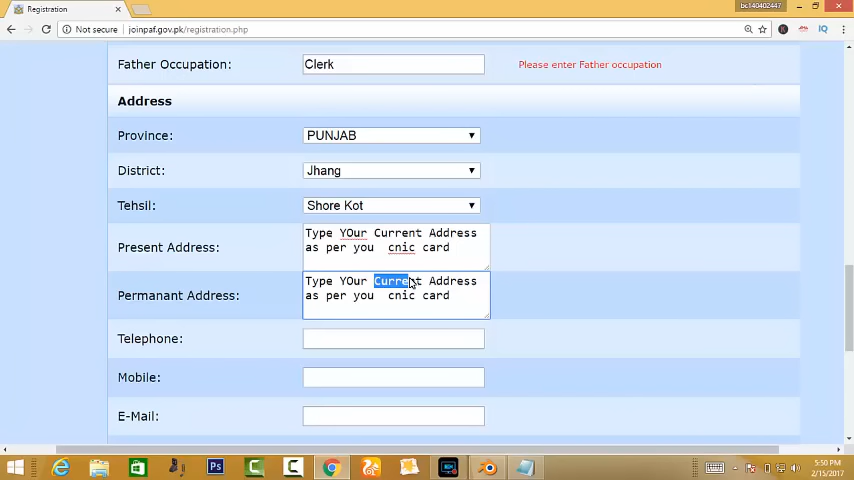 bc140402447
Registration
Not secure joinpaf.gov.pk/registration.php
Father Occupation: Clerk Please enter Father occupation
Address
Province: PUNJAB
District: Jhang
Tehsil: Shore Kot
Present Address: Type YOur Current Address
as per you cnic card
Permanant Address: Type YOur Current Address
as per you cnic card
Telephone:
Mobile:
E-Mail:
Ps
5:50 PM
2/15/2017